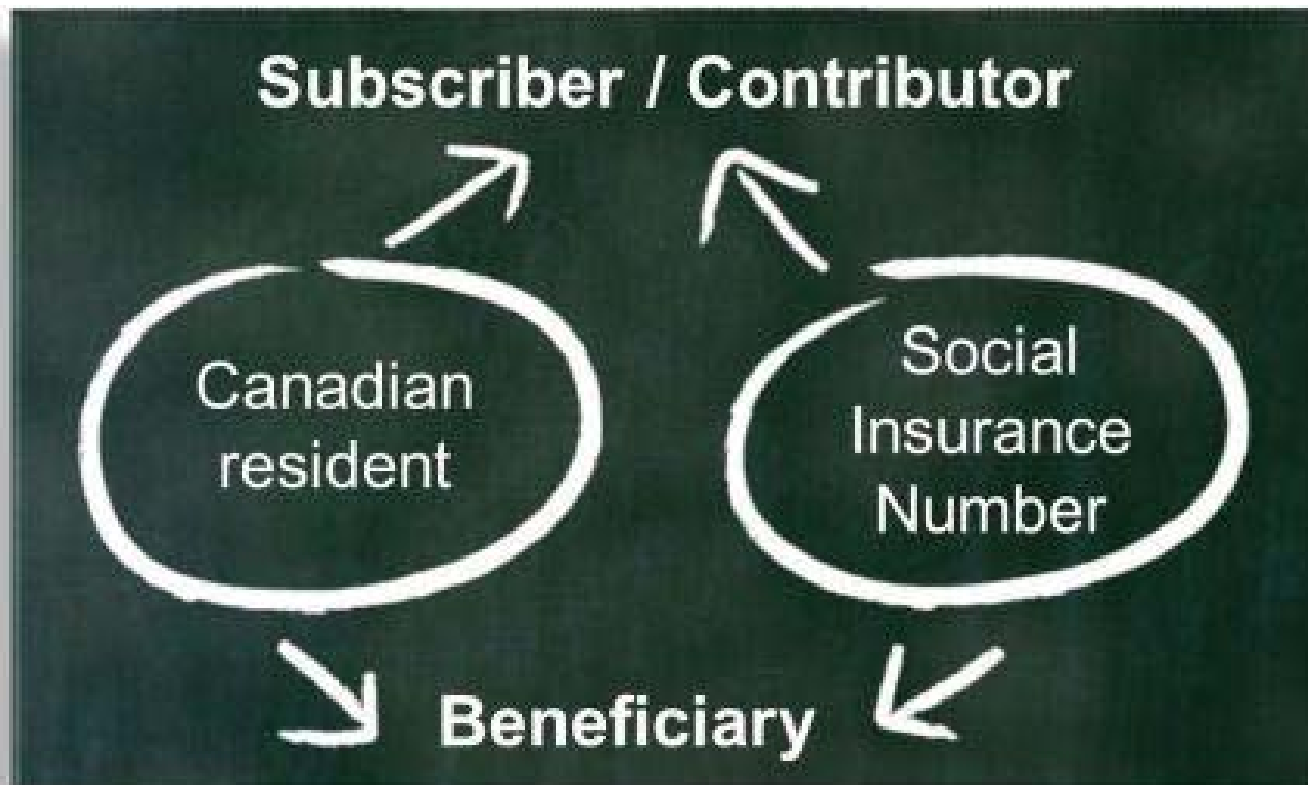 Subscriber / Contributor
Canadian
resident
Social
Insurance
Number
Beneficiary